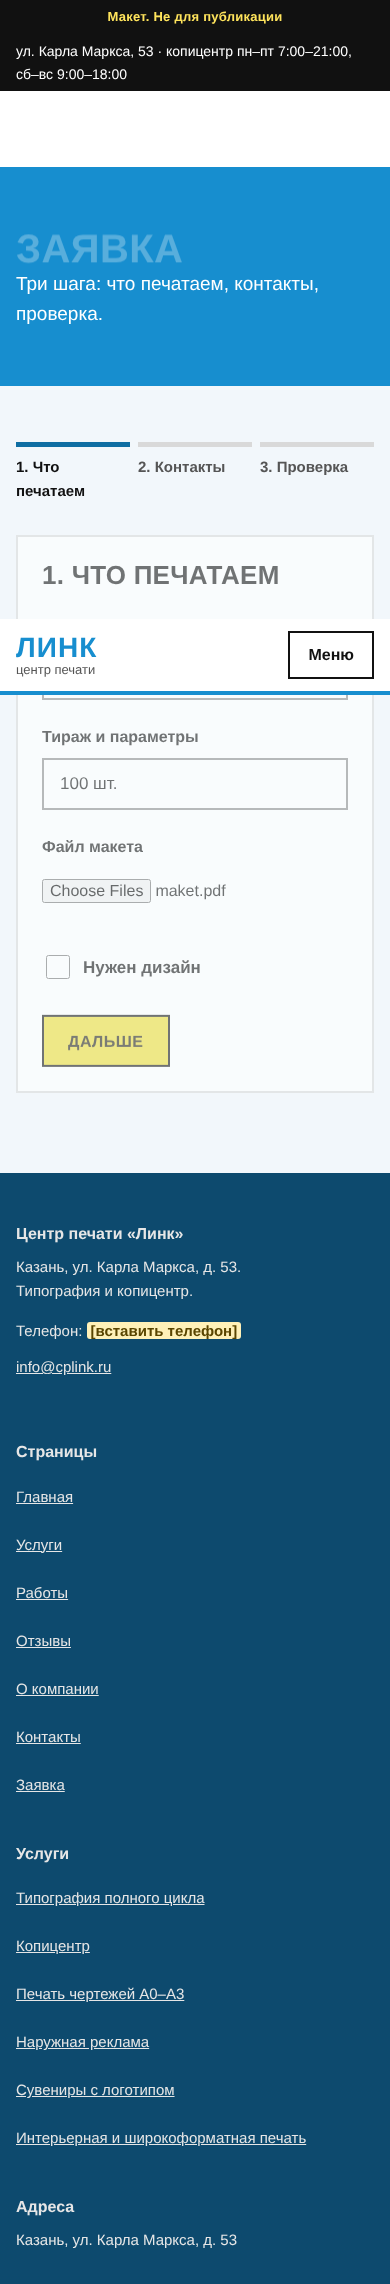 Макет. Не для публикации
ул. Карла Маркса, 53 · копицентр пн–пт 7:00–21:00,
сб–вс 9:00–18:00
ЗАЯВКА
Три шага: что печатаем, контакты,
проверка.
1. Что
печатаем
2. Контакты
3. Проверка
1. ЧТО ПЕЧАТАЕМ
ЛИНК
центр печати
Меню
Тираж и параметры
100 шт.
Файл макета
Choose Files maket.pdf
Нужен дизайн
ДАЛЬШЕ
Центр печати «Линк»
Казань, ул. Карла Маркса, д. 53.
Типография и копицентр.
Телефон: [вставить телефон]
info@cplink.ru
Страницы
Главная
Услуги
Работы
Отзывы
О компании
Контакты
Заявка
Услуги
Типография полного цикла
Копицентр
Печать чертежей А0–А3
Наружная реклама
Сувениры с логотипом
Интерьерная и широкоформатная печать
Адреса
Казань, ул. Карла Маркса, д. 53